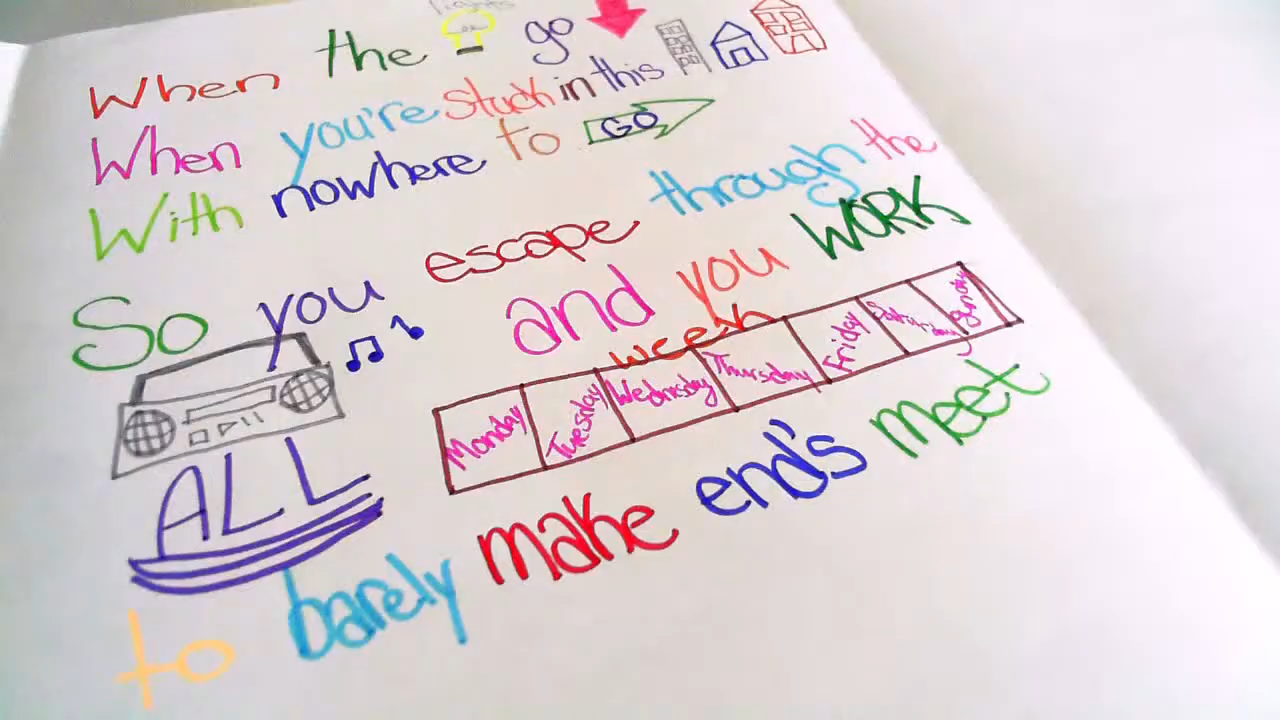 lights
When the go
When you're stuck in this
With nowhere to GO
So you escape through the
and you WORK
ALL week
Monday Tuesday Wednesday Thursday Friday Saturday Sunday
to barely make end's meet